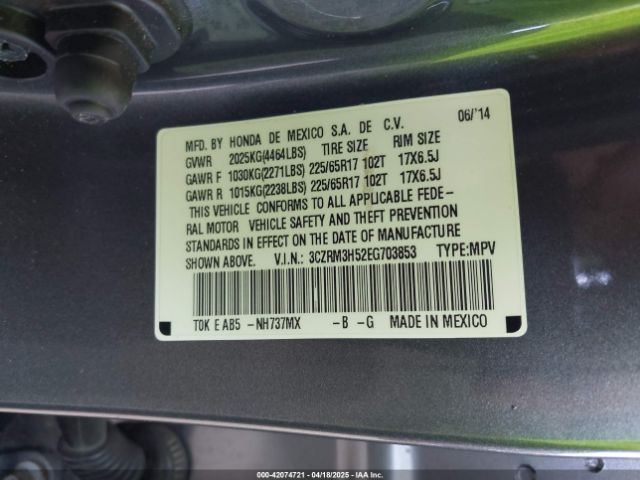 MFD. BY HONDA DE MEXICO S.A. DE C.V. 06/'14
GVWR 2025KG(4464LBS) TIRE SIZE RIM SIZE
GAWR F 1030KG(2271LBS) 225/65R17 102T 17X6.5J
GAWR R 1015KG(2238LBS) 225/65R17 102T 17X6.5J
THIS VEHICLE CONFORMS TO ALL APPLICABLE FEDE-
RAL MOTOR VEHICLE SAFETY AND THEFT PREVENTION
STANDARDS IN EFFECT ON THE DATE OF MANUFACTURE
SHOWN ABOVE. V.I.N.: 3CZRM3H52EG703853 TYPE:MPV
T0K E AB5 -NH737MX -B -G MADE IN MEXICO
000-42074721 - 04/18/2025 - IAA Inc.